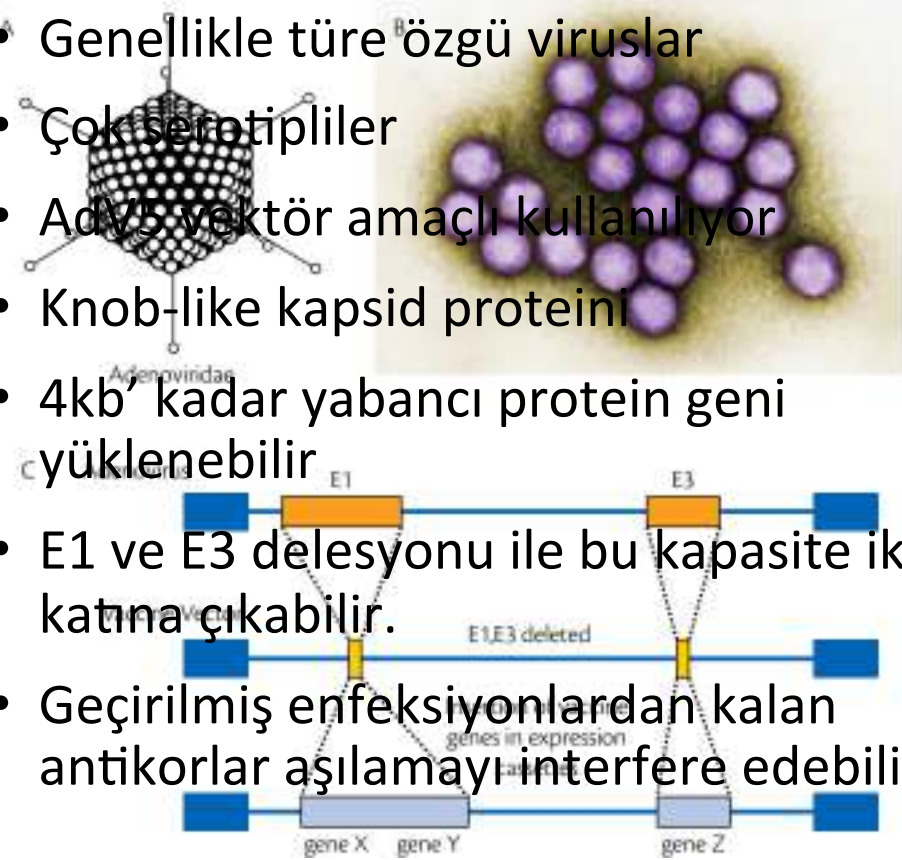 A
B
• Genellikle türe özgü viruslar
• Çok serotipliler
• AdV5 vektör amaçlı kullanılıyor
• Knob-like kapsid proteini
Adenoviridae
• 4kb’ kadar yabancı protein geni
yüklenebilir
C
E1
E3
• E1 ve E3 delesyonu ile bu kapasite ik
katına çıkabilir.
E1,E3 deleted
• Geçirilmiş enfeksiyonlardan kalan
genes in expression
antikorlar aşılamayı interfere edebili
gene X gene Y gene Z